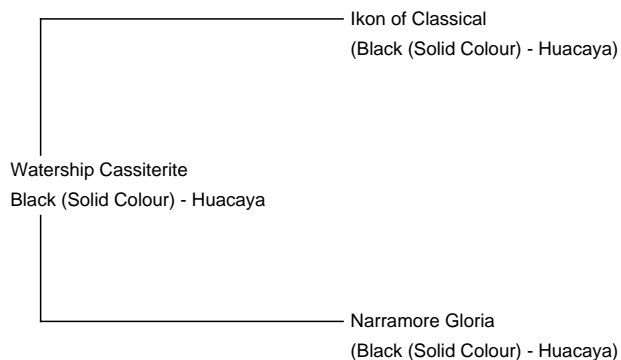 Ikon of Classical
(Black (Solid Colour) - Huacaya)
Watership Cassiterite
Black (Solid Colour) - Huacaya
Narramore Gloria
(Black (Solid Colour) - Huacaya)